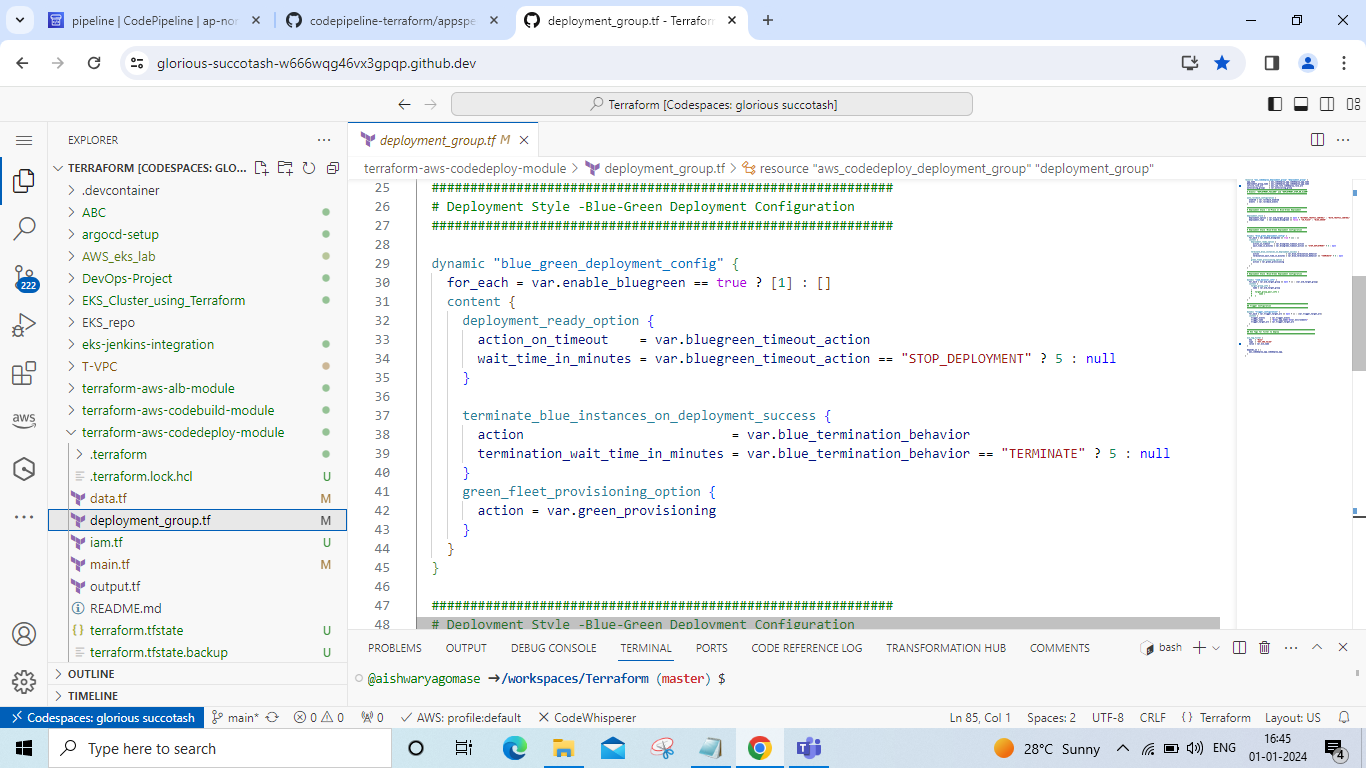 pipeline | CodePipeline | ap-nor
codepipeline-terraform/appspe
deployment_group.tf - Terraform
glorious-succotash-w666wqg46vx3gpqp.github.dev
Terraform [Codespaces: glorious succotash]
EXPLORER
TERRAFORM [CODESPACES: GLO...
.devcontainer
ABC
argocd-setup
AWS_eks_lab
DevOps-Project
EKS_Cluster_using_Terraform
EKS_repo
eks-jenkins-integration
T-VPC
terraform-aws-alb-module
terraform-aws-codebuild-module
terraform-aws-codedeploy-module
.terraform
.terraform.lock.hcl U
data.tf M
deployment_group.tf M
iam.tf U
main.tf M
output.tf
README.md
terraform.tfstate U
terraform.tfstate.backup U
OUTLINE
TIMELINE
222
aws
deployment_group.tf M
terraform-aws-codedeploy-module > deployment_group.tf > resource "aws_codedeploy_deployment_group" "deployment_group"
25 ############################################################
26 # Deployment Style -Blue-Green Deployment Configuration
27 ############################################################
28
29 dynamic "blue_green_deployment_config" {
30 for_each = var.enable_bluegreen == true ? [1] : []
31 content {
32 deployment_ready_option {
33 action_on_timeout    = var.bluegreen_timeout_action
34 wait_time_in_minutes = var.bluegreen_timeout_action == "STOP_DEPLOYMENT" ? 5 : null
35 }
36
37 terminate_blue_instances_on_deployment_success {
38 action                           = var.blue_termination_behavior
39 termination_wait_time_in_minutes = var.blue_termination_behavior == "TERMINATE" ? 5 : null
40 }
41 green_fleet_provisioning_option {
42 action = var.green_provisioning
43 }
44 }
45 }
46
47 ############################################################
48 # Deployment Style -Blue-Green Deployment Configuration
PROBLEMS OUTPUT DEBUG CONSOLE TERMINAL PORTS CODE REFERENCE LOG TRANSFORMATION HUB COMMENTS
bash
@aishwaryagomase ➜/workspaces/Terraform (master) $
Codespaces: glorious succotash main* 0 0 0 AWS: profile:default CodeWhisperer
Ln 85, Col 1 Spaces: 2 UTF-8 CRLF {} Terraform Layout: US
Type here to search
28°C Sunny
ENG
16:45
01-01-2024
4